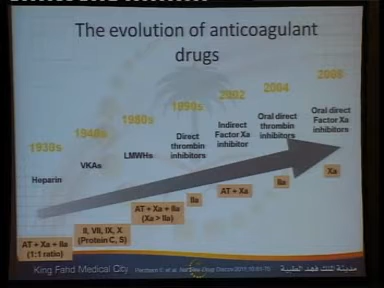 The evolution of anticoagulant
drugs
1930s
Heparin
1940s
VKAs
1980s
LMWHs
1990s
Direct
thrombin
inhibitors
2002
Indirect
Factor Xa
inhibitor
2004
Oral direct
thrombin
inhibitors
2008
Oral direct
Factor Xa
inhibitors
AT + Xa + IIa
(1:1 ratio)
II, VII, IX, X
(Protein C, S)
AT + Xa + IIa
(Xa > IIa)
IIa
AT + Xa
IIa
Xa
King Fahd Medical City
مدينة الملك فهد الطبية